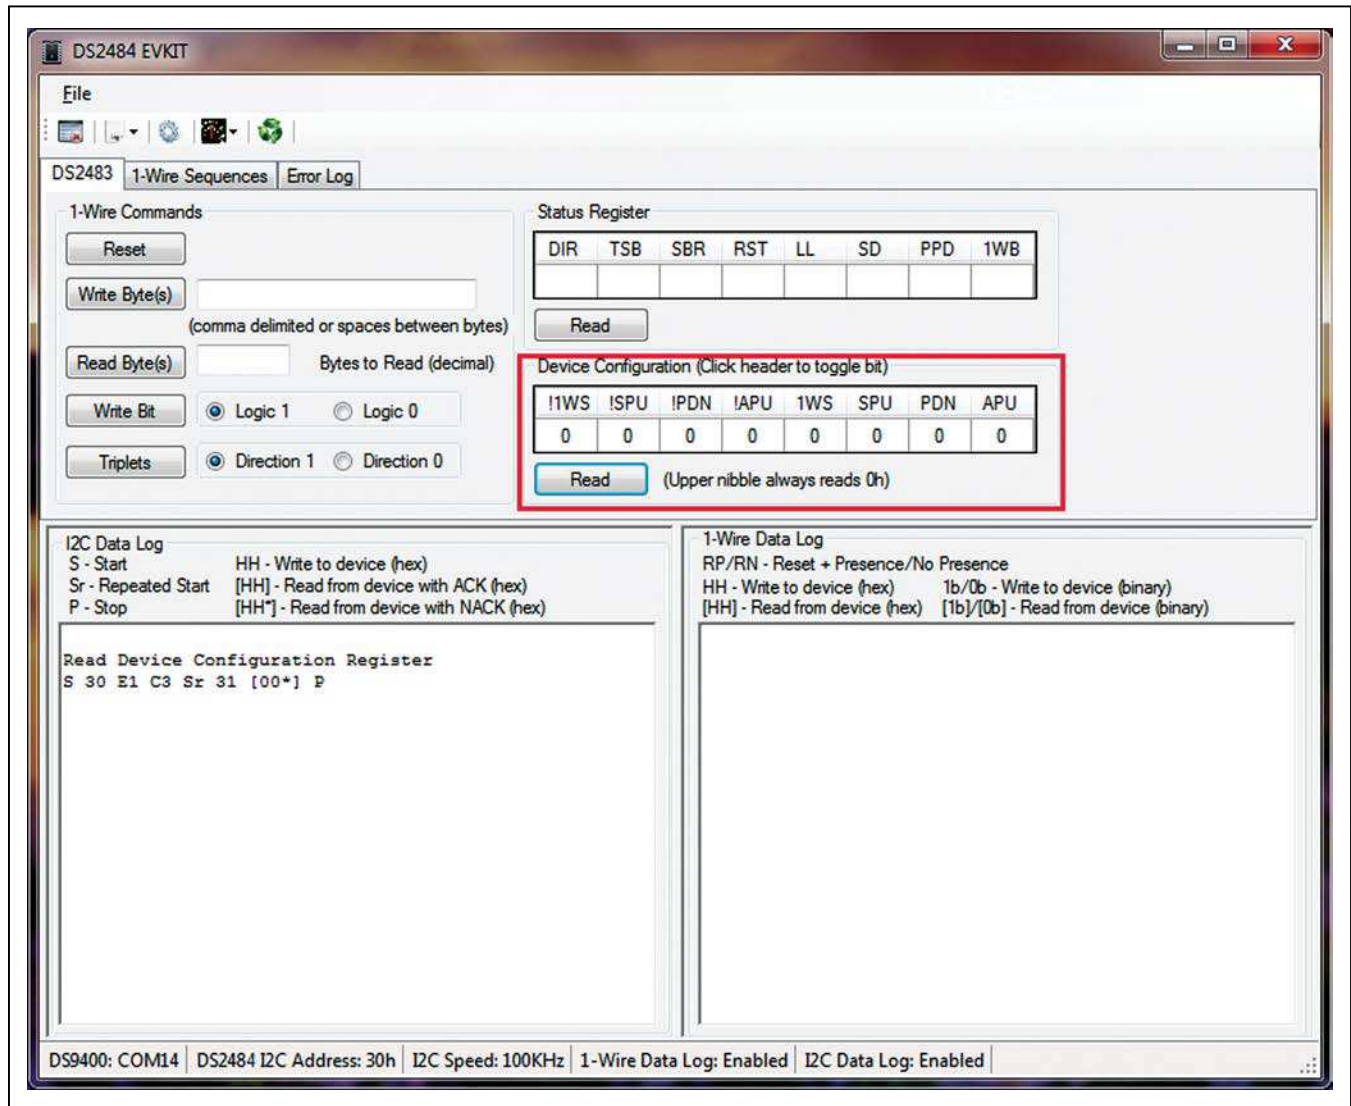 DS2484 EVKIT
File
DS2483 1-Wire Sequences Error Log
1-Wire Commands
Reset
Write Byte(s)
(comma delimited or spaces between bytes)
Read Byte(s) Bytes to Read (decimal)
Write Bit Logic 1 Logic 0
Triplets Direction 1 Direction 0
Status Register
DIR TSB SBR RST LL SD PPD 1WB
Read
Device Configuration (Click header to toggle bit)
!1WS !SPU !PDN !APU 1WS SPU PDN APU
0 0 0 0 0 0 0 0
Read (Upper nibble always reads 0h)
I2C Data Log
S - Start HH - Write to device (hex)
Sr - Repeated Start [HH] - Read from device with ACK (hex)
P - Stop [HH*] - Read from device with NACK (hex)
Read Device Configuration Register
S 30 E1 C3 Sr 31 [00*] P
1-Wire Data Log
RP/RN - Reset + Presence/No Presence
HH - Write to device (hex) 1b/0b - Write to device (binary)
[HH] - Read from device (hex) [1b]/[0b] - Read from device (binary)
DS9400: COM14 DS2484 I2C Address: 30h I2C Speed: 100KHz 1-Wire Data Log: Enabled I2C Data Log: Enabled